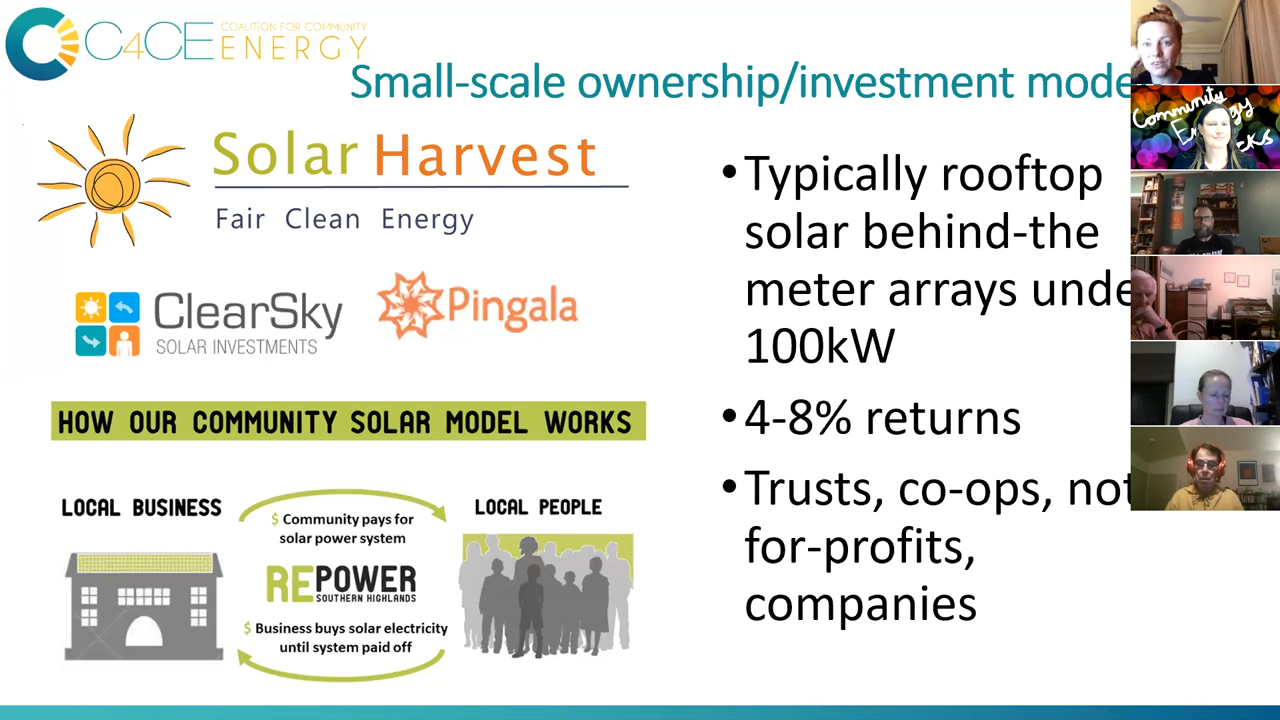 C4CE COALITION FOR COMMUNITY
ENERGY
Small-scale ownership/investment mode
Solar Harvest
Fair Clean Energy
ClearSky
SOLAR INVESTMENTS
Pingala
HOW OUR COMMUNITY SOLAR MODEL WORKS
LOCAL BUSINESS
LOCAL PEOPLE
$ Community pays for
solar power system
REPOWER
SOUTHERN HIGHLANDS
$ Business buys solar electricity
until system paid off
•Typically rooftop
solar behind-the
meter arrays unde
100kW
•4-8% returns
•Trusts, co-ops, not
for-profits,
companies
Community
Energy